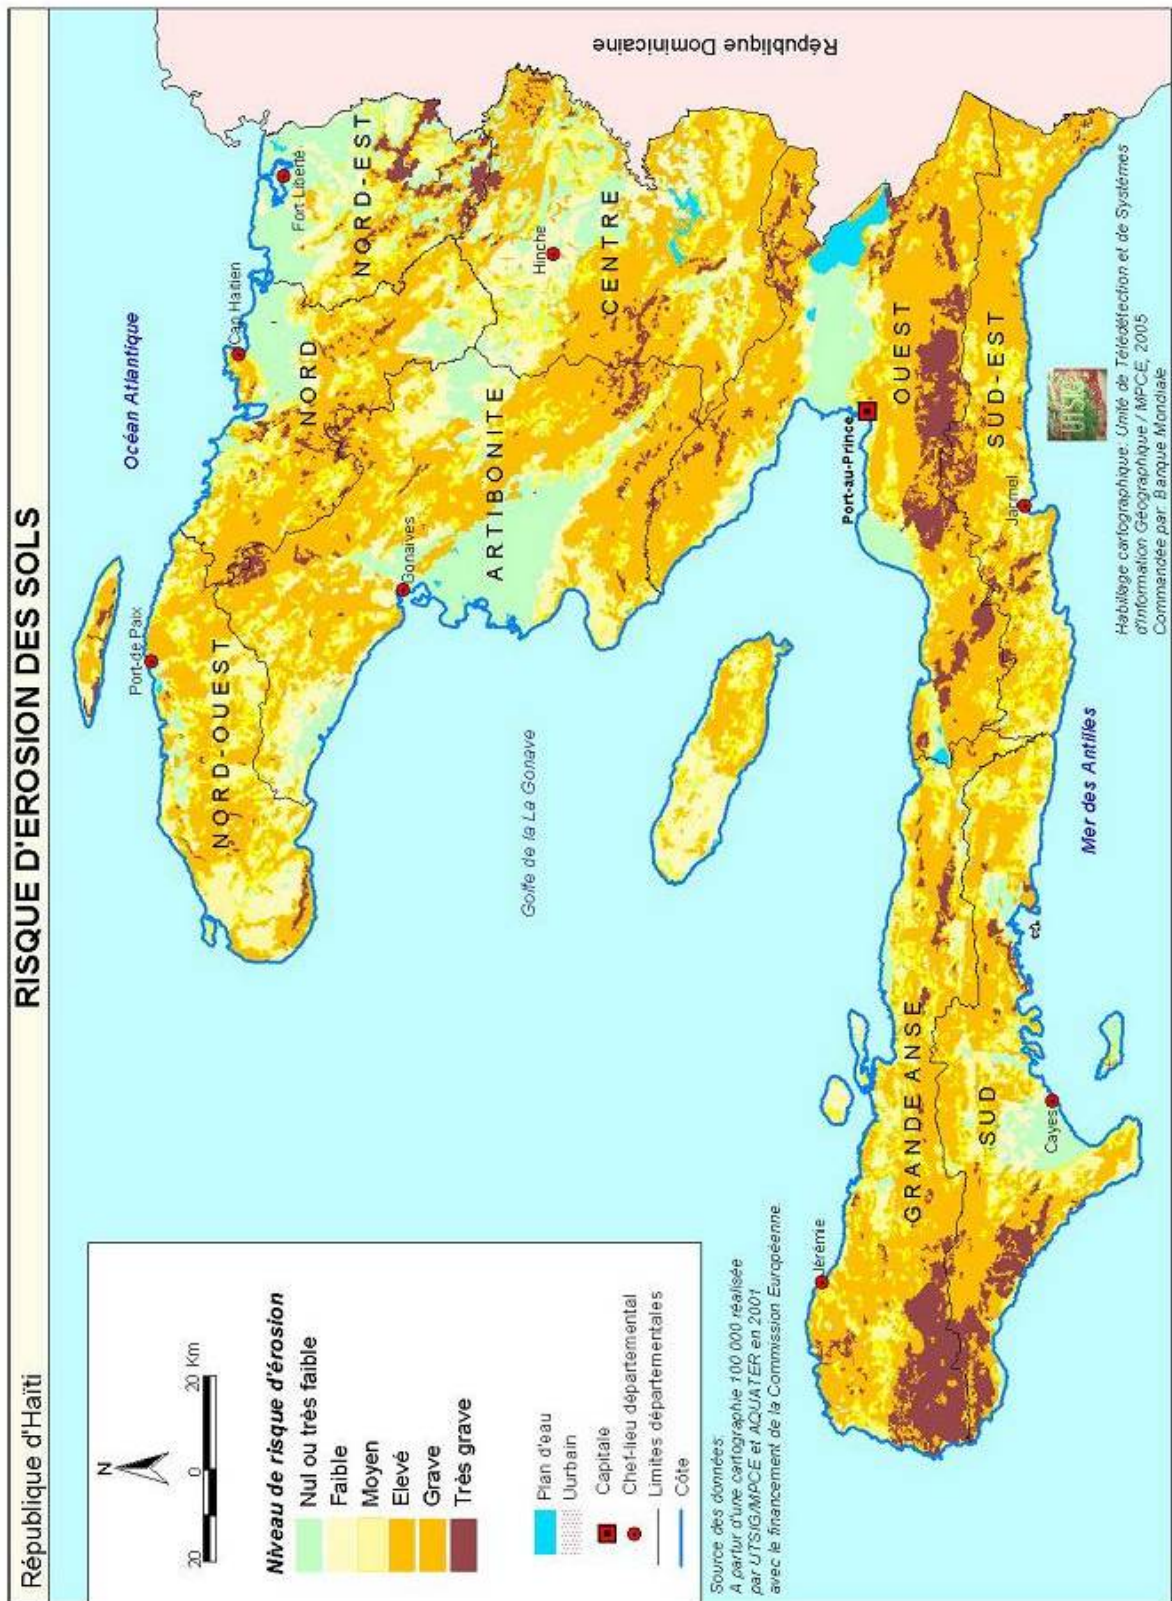 République d'Haïti
RISQUE D'EROSION DES SOLS
N
20 0 20 Km
Niveau de risque d'érosion
Nul ou très faible
Faible
Moyen
Elevé
Grave
Très grave
Plan d'eau
Uurbain
Capitale
Chef-lieu départemental
Limites départementales
Côte
Source des données:
A partur d'une cartographie 100 000 réalisée
par UTSIG/MPCE et AQUATER en 2001
avec le financement de la Commission Européenne.
Océan Atlantique
Port-de Paix
NORD-OUEST
Cap Haïtien
Fort Liberté
NORD
NORD-EST
Gonaives
ARTIBONITE
Hinche
CENTRE
République Dominicaine
Golfe de la La Gonave
Port-au-Prince
OUEST
SUD-EST
Jacmel
Jérémie
GRANDE ANSE
SUD
Cayes
Mer des Antilles
UTSIG
Habillage cartographique: Unité de Télédétection et de Systèmes
d'Information Géographique / MPCE, 2005
Commandée par: Banque Mondiale